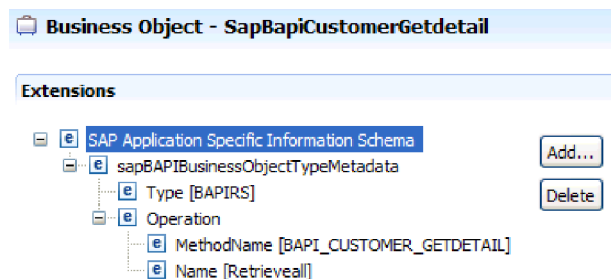 Business Object - SapBapiCustomerGetdetail
Extensions
SAP Application Specific Information Schema
sapBAPIBusinessObjectTypeMetadata
Type [BAPIRS]
Operation
MethodName [BAPI_CUSTOMER_GETDETAIL]
Name [Retrieveall]
Add...
Delete